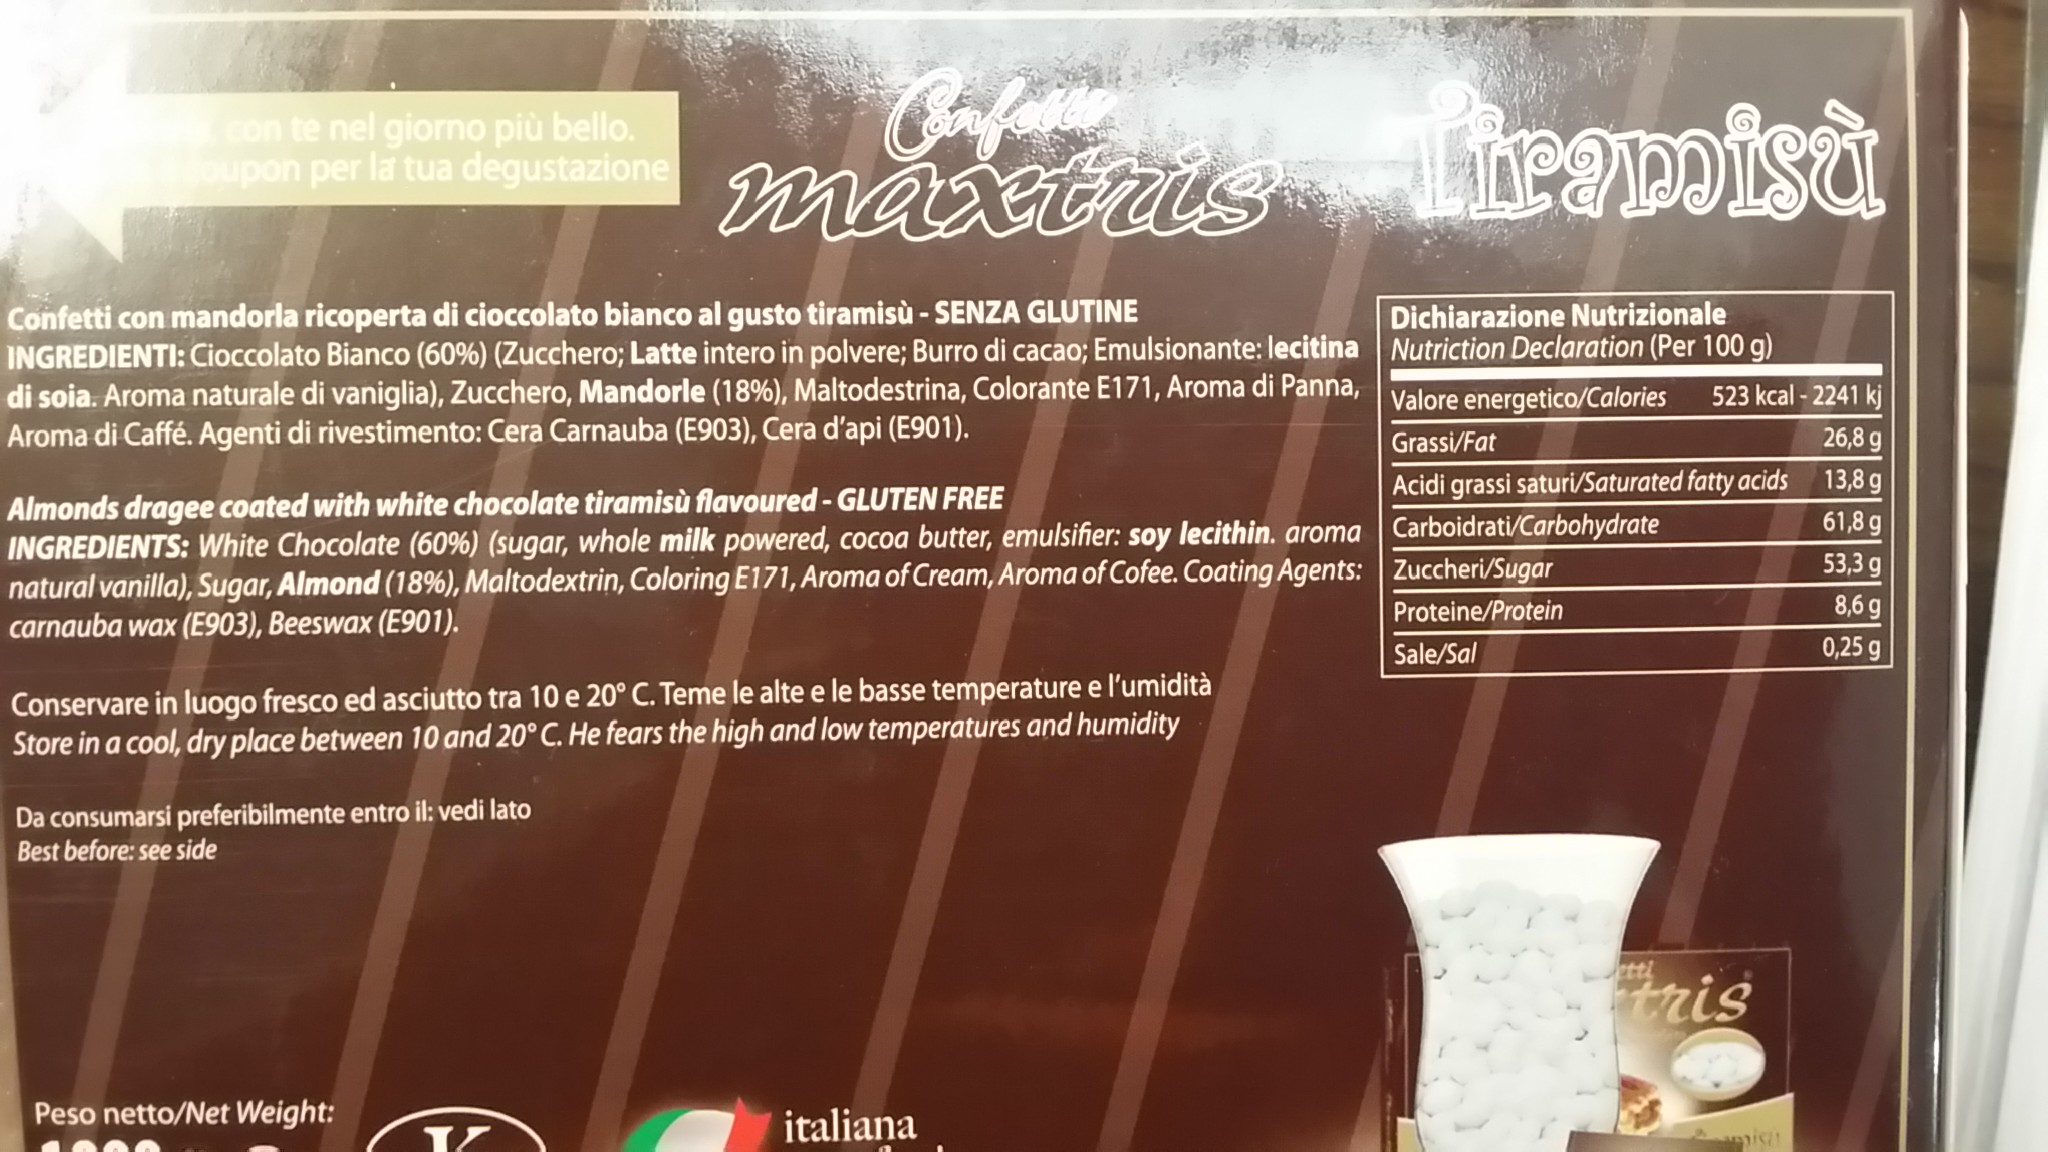 con te nel giorno più bello.
coupon per la tua degustazione
Confetti
maxtris
Tiramisù
Confetti con mandorla ricoperta di cioccolato bianco al gusto tiramisù - SENZA GLUTINE
INGREDIENTI: Cioccolato Bianco (60%) (Zucchero; Latte intero in polvere; Burro di cacao; Emulsionante: lecitina
di soia. Aroma naturale di vaniglia), Zucchero, Mandorle (18%), Maltodestrina, Colorante E171, Aroma di Panna,
Aroma di Caffé. Agenti di rivestimento: Cera Carnauba (E903), Cera d'api (E901).
Almonds dragee coated with white chocolate tiramisù flavoured - GLUTEN FREE
INGREDIENTS: White Chocolate (60%) (sugar, whole milk powered, cocoa butter, emulsifier: soy lecithin. aroma
natural vanilla), Sugar, Almond (18%), Maltodextrin, Coloring E171, Aroma of Cream, Aroma of Cofee. Coating Agents:
carnauba wax (E903), Beeswax (E901).
Conservare in luogo fresco ed asciutto tra 10 e 20° C. Teme le alte e le basse temperature e l'umidità
Store in a cool, dry place between 10 and 20° C. He fears the high and low temperatures and humidity
Da consumarsi preferibilmente entro il: vedi lato
Best before: see side
Dichiarazione Nutrizionale
Nutriction Declaration (Per 100 g)
Valore energetico/Calories 523 kcal - 2241 kj
Grassi/Fat 26,8 g
Acidi grassi saturi/Saturated fatty acids 13,8 g
Carboidrati/Carbohydrate 61,8 g
Zuccheri/Sugar 53,3 g
Proteine/Protein 8,6 g
Sale/Sal 0,25 g
Peso netto/Net Weight:
K
italiana
etti
tris